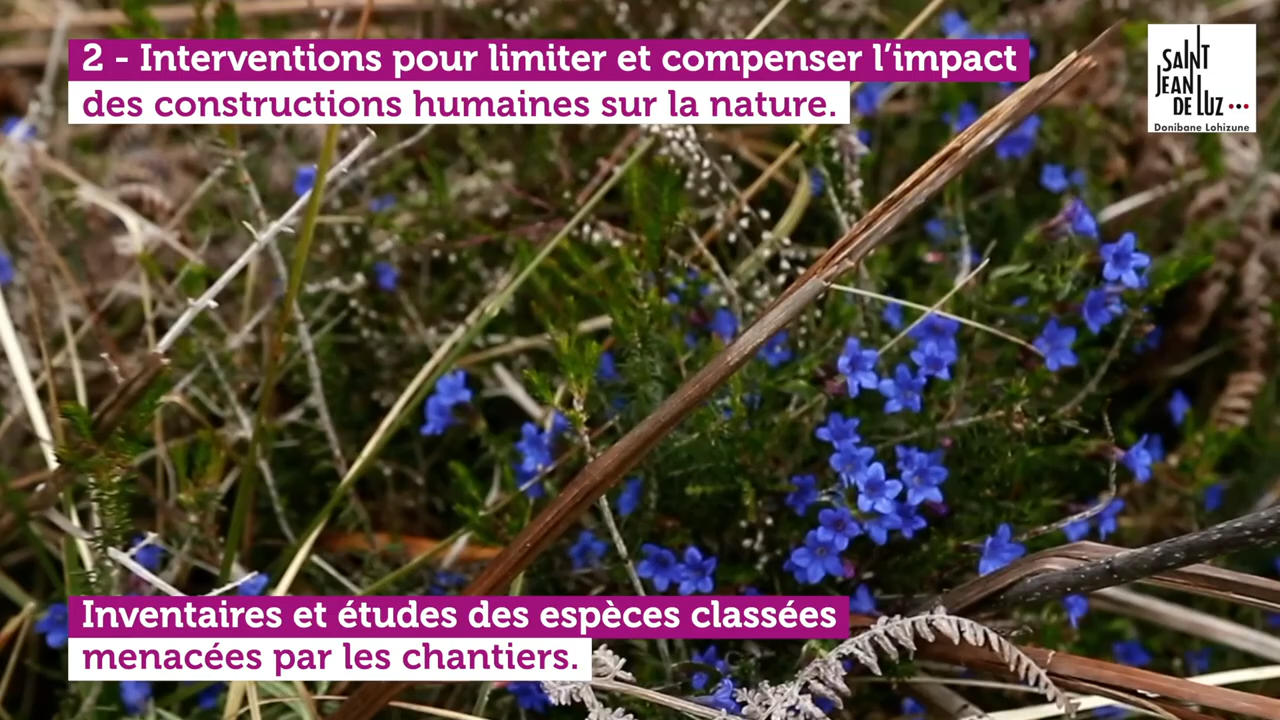 2 - Interventions pour limiter et compenser l’impact
des constructions humaines sur la nature.
SAINT
JEAN
DE LUZ...
Donibane Lohizune
Inventaires et études des espèces classées
menacées par les chantiers.